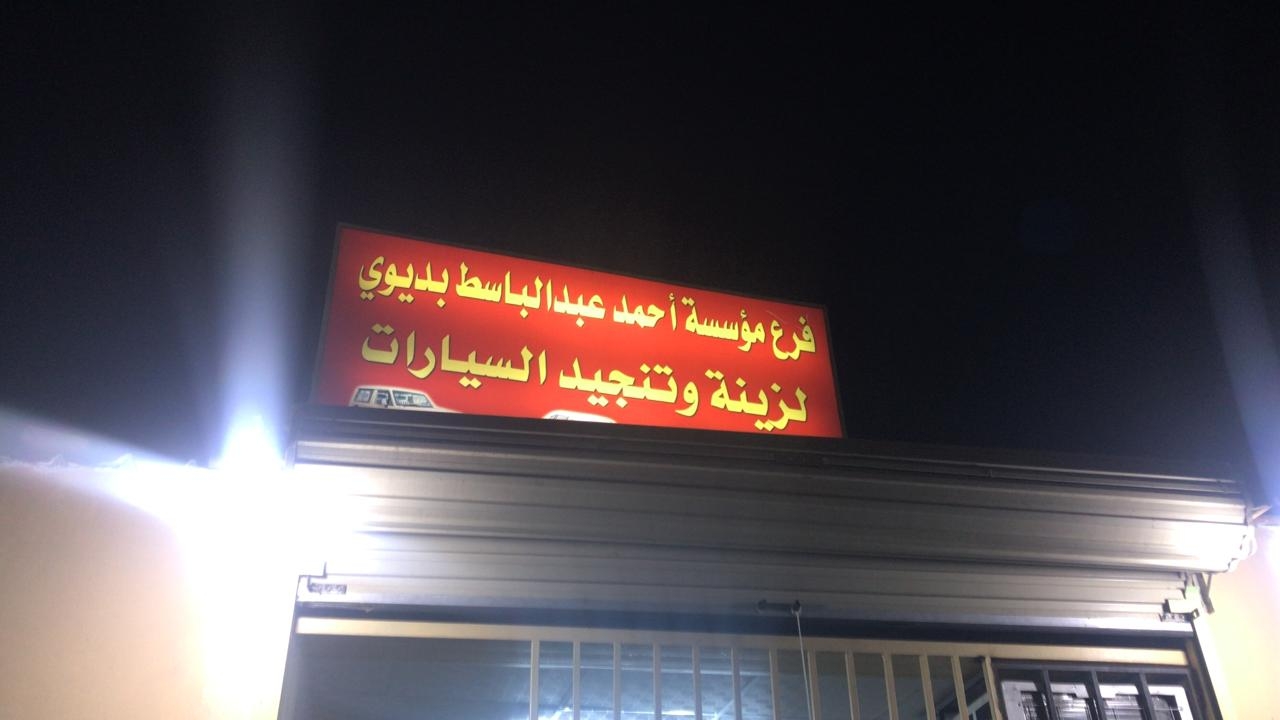 فرع مؤسسة أحمد عبدالباسط بديوي
لزينة وتنجيد السيارات